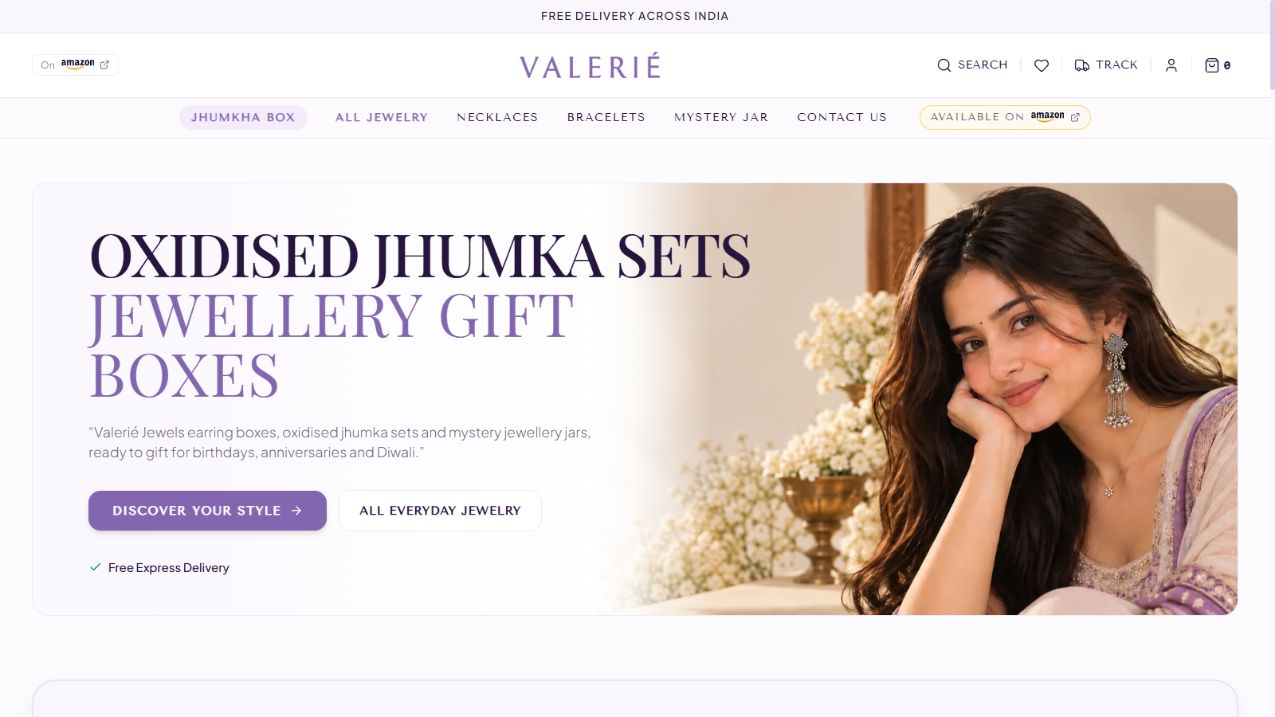 FREE DELIVERY ACROSS INDIA
On amazon
VALERIÉ
SEARCH
TRACK
0
JHUMKHA BOX
ALL JEWELRY
NECKLACES
BRACELETS
MYSTERY JAR
CONTACT US
AVAILABLE ON amazon
OXIDISED JHUMKA SETS
JEWELLERY GIFT
BOXES
“Valerié Jewels earring boxes, oxidised jhumka sets and mystery jewellery jars,
ready to gift for birthdays, anniversaries and Diwali.”
DISCOVER YOUR STYLE →
ALL EVERYDAY JEWELRY
Free Express Delivery